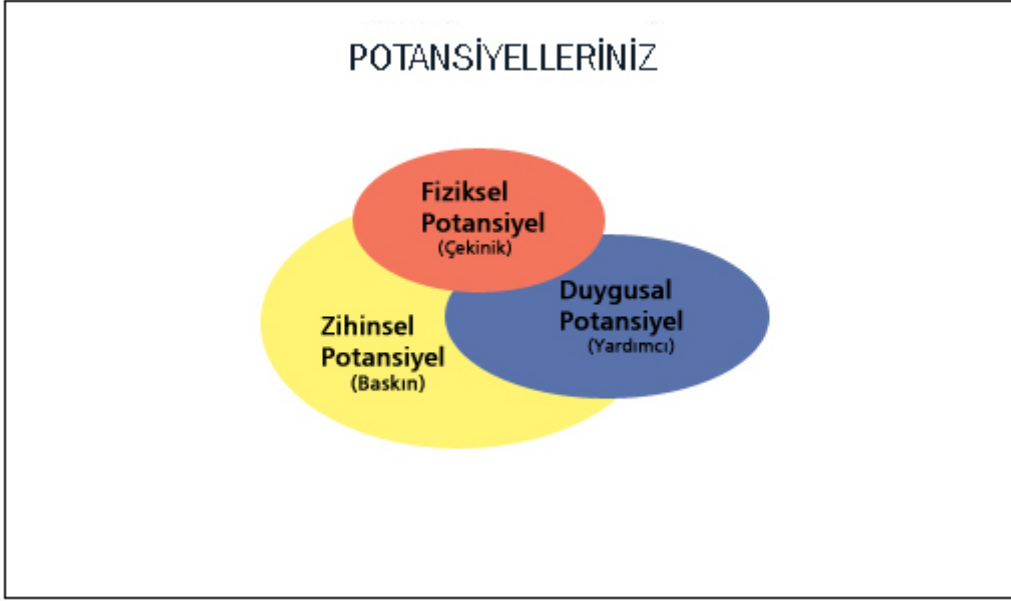 POTANSİYELLERİNİZ
Fiziksel
Potansiyel
(Çekinik)
Duygusal
Potansiyel
(Yardımcı)
Zihinsel
Potansiyel
(Baskın)